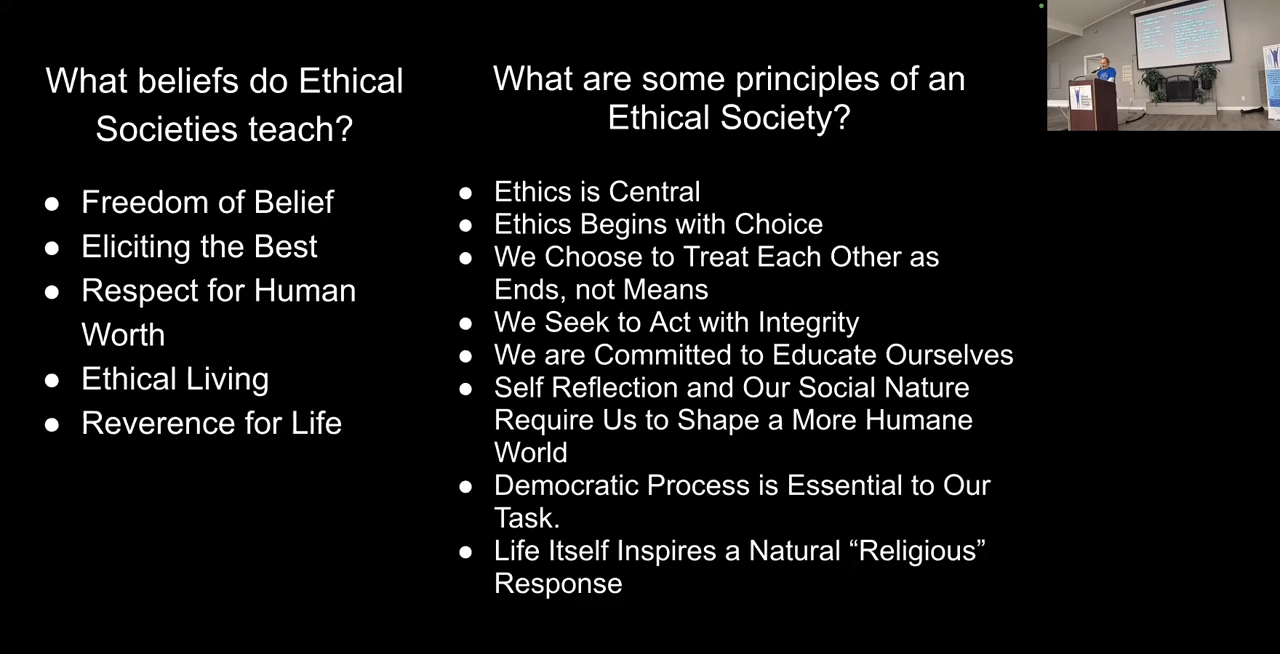 What beliefs do Ethical
Societies teach?
● Freedom of Belief
● Eliciting the Best
● Respect for Human
Worth
● Ethical Living
● Reverence for Life
What are some principles of an
Ethical Society?
● Ethics is Central
● Ethics Begins with Choice
● We Choose to Treat Each Other as
Ends, not Means
● We Seek to Act with Integrity
● We are Committed to Educate Ourselves
● Self Reflection and Our Social Nature
Require Us to Shape a More Humane
World
● Democratic Process is Essential to Our
Task.
● Life Itself Inspires a Natural “Religious”
Response